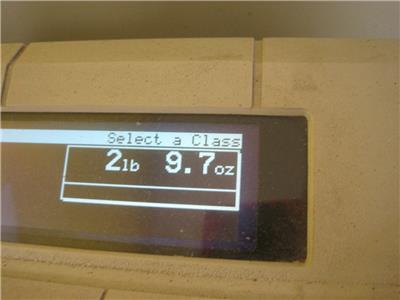 Select a Class
2lb 9.7oz